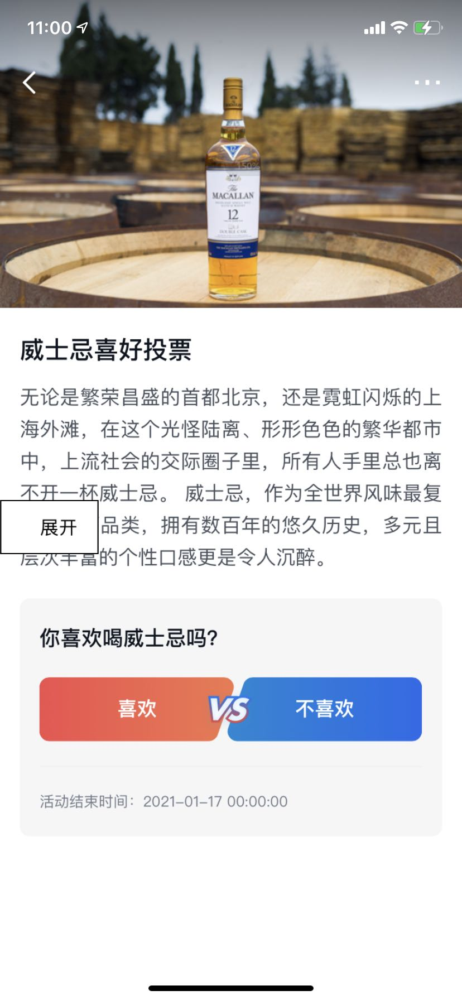 11:00
150%
12
The
MACALLAN
HIGHLAND SINGLE MALT
SCOTCH WHISKY
12
DOUBLE CASK
威士忌喜好投票
无论是繁荣昌盛的首都北京，还是霓虹闪烁的上
海外滩，在这个光怪陆离、形形色色的繁华都市
中，上流社会的交际圈子里，所有人手里总也离
不开一杯威士忌。 威士忌，作为全世界风味最复
展开
品类，拥有数百年的悠久历史，多元且
层次丰富的个性口感更是令人沉醉。
你喜欢喝威士忌吗？
喜欢
VS
不喜欢
活动结束时间：2021-01-17 00:00:00